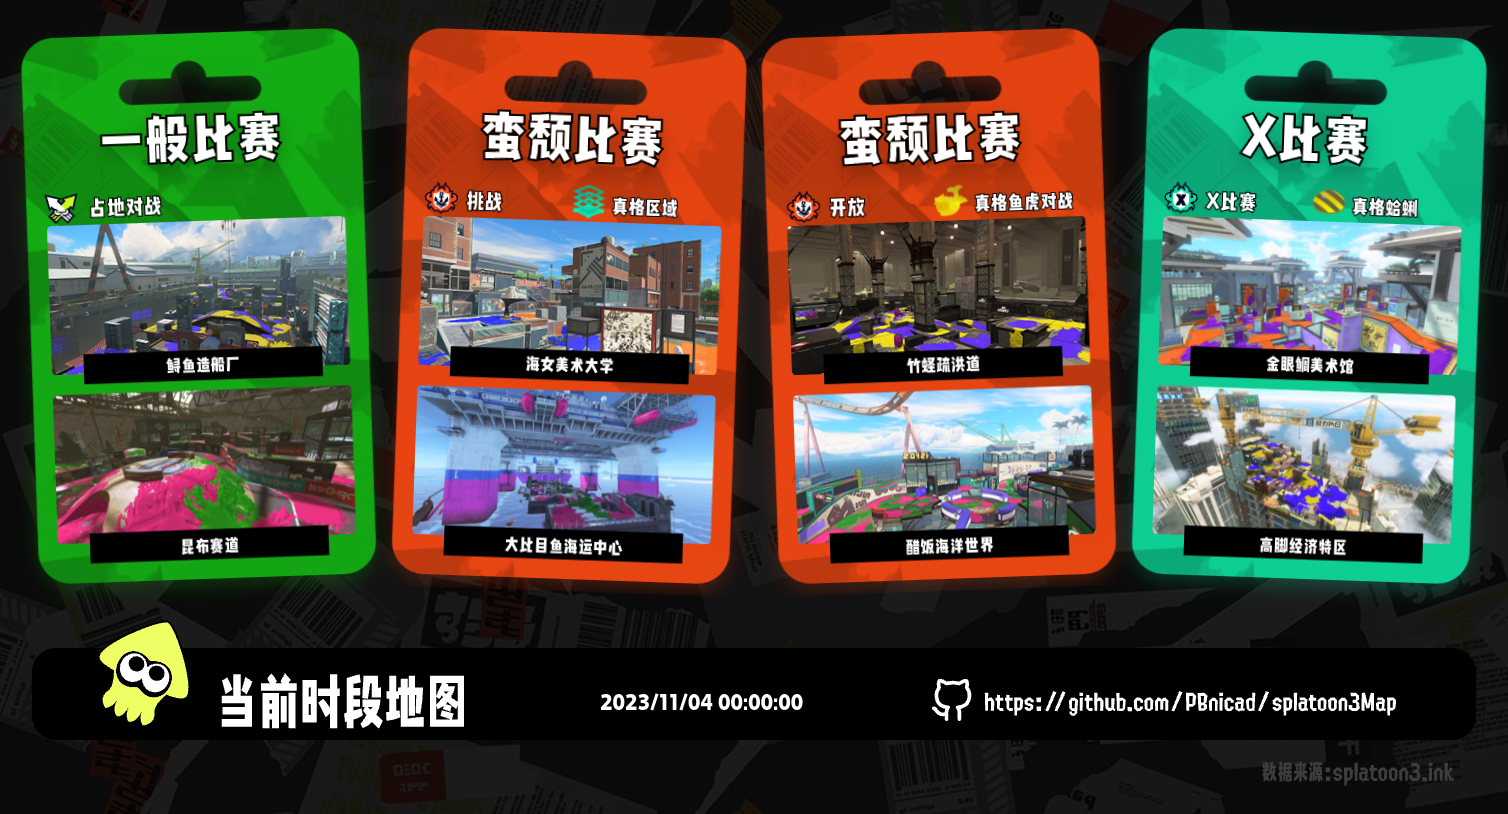 一般比赛
占地对战
鲟鱼造船厂
昆布赛道
蛮颓比赛
挑战
真格区域
海女美术大学
大比目鱼海运中心
蛮颓比赛
开放
真格鱼虎对战
竹蛏疏洪道
醋饭海洋世界
X比赛
X比赛
真格蛤蜊
金眼鲷美术馆
高脚经济特区
当前时段地图
2023/11/04 00:00:00
https://github.com/PBnicad/splatoon3Map
数据来源:splatoon3.ink